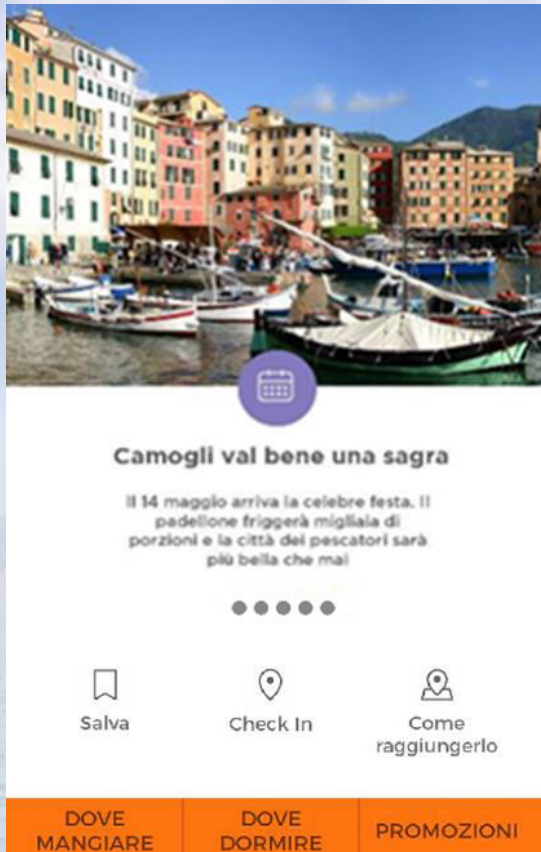 Camogli val bene una sagra
Il 14 maggio arriva la celebre festa. Il
padellone friggerà migliaia di
porzioni e la città dei pescatori sarà
più bella che mai
Salva
Check In
Come
raggiungerlo
DOVE
MANGIARE
DOVE
DORMIRE
PROMOZIONI